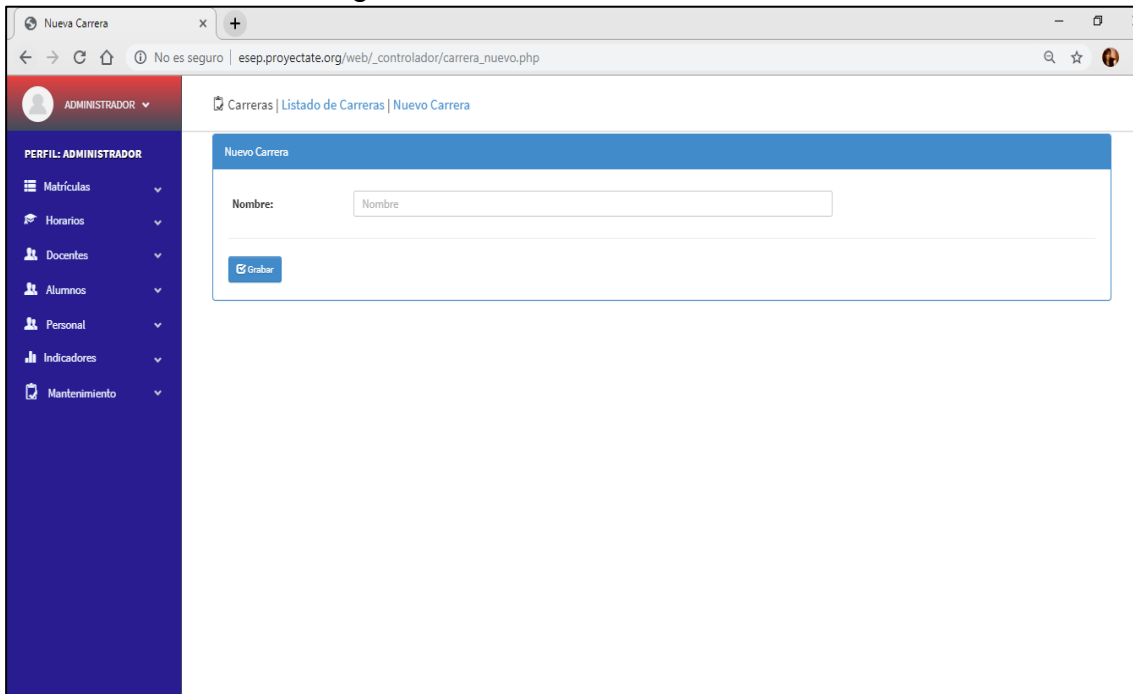 Nueva Carrera
No es seguro | esep.proyectate.org/web/_controlador/carrera_nuevo.php
ADMINISTRADOR
Carreras | Listado de Carreras | Nuevo Carrera
PERFIL: ADMINISTRADOR
Nuevo Carrera
Matrículas
Nombre: Nombre
Horarios
Docentes
Grabar
Alumnos
Personal
Indicadores
Mantenimiento